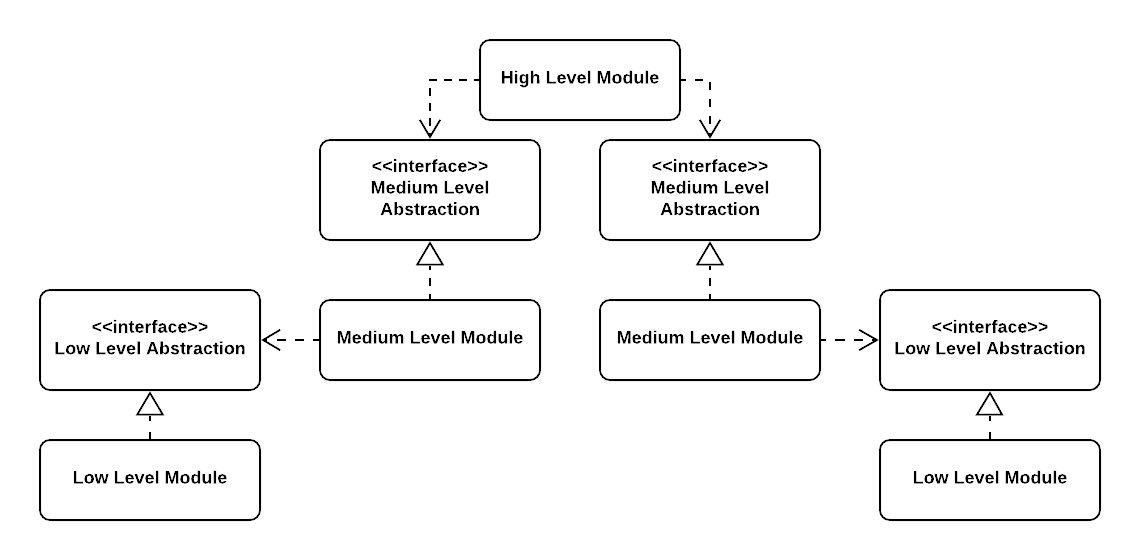 High Level Module
<<interface>>
Medium Level
Abstraction
<<interface>>
Medium Level
Abstraction
<<interface>>
Low Level Abstraction
Medium Level Module
Medium Level Module
<<interface>>
Low Level Abstraction
Low Level Module
Low Level Module